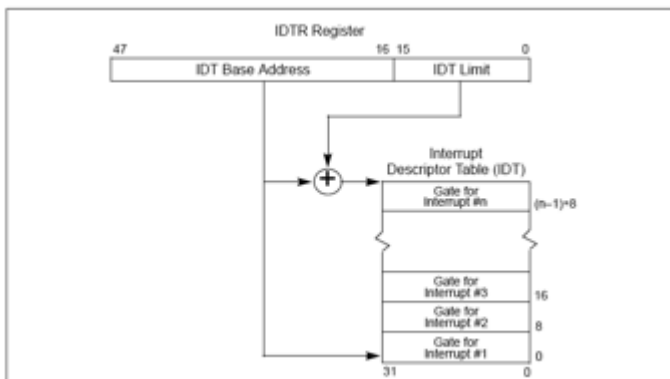 IDTR Register
47 16 15 0
IDT Base Address IDT Limit
+
Interrupt
Descriptor Table (IDT)
Gate for
Interrupt #n
(n–1)*8
Gate for
Interrupt #3
16
Gate for
Interrupt #2
8
Gate for
Interrupt #1
0
31 0